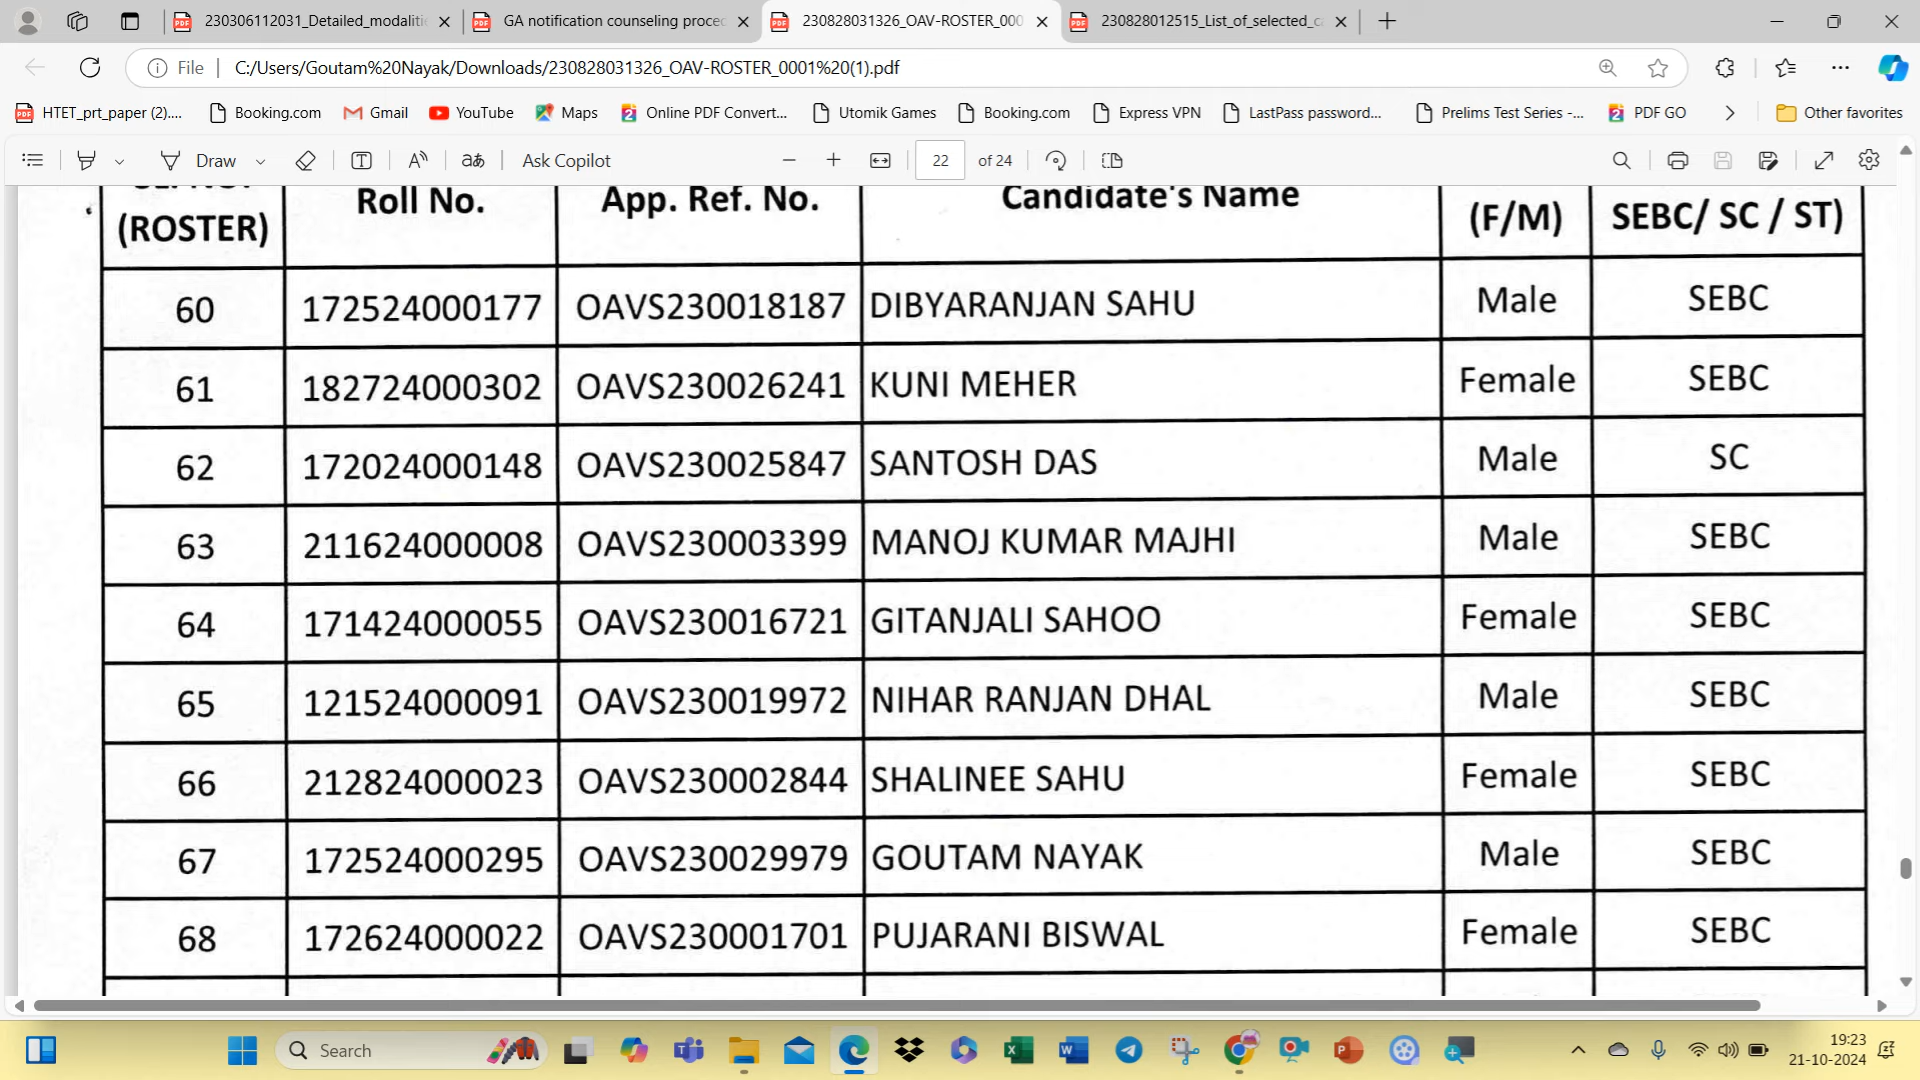 230306112031_Detailed_modaliti
GA notification counseling proced
230828031326_OAV-ROSTER_000
230828012515_List_of_selected_c
File
C:/Users/Goutam%20Nayak/Downloads/230828031326_OAV-ROSTER_0001%20(1).pdf
HTET_prt_paper (2)....
Booking.com
Gmail
YouTube
Maps
Online PDF Convert...
Utomik Games
Booking.com
Express VPN
LastPass password...
Prelims Test Series -...
PDF GO
Other favorites
Draw
Ask Copilot
22 of 24
(ROSTER) Roll No. App. Ref. No. Candidate's Name (F/M) SEBC/ SC / ST)
60 172524000177 OAVS230018187 DIBYARANJAN SAHU Male SEBC
61 182724000302 OAVS230026241 KUNI MEHER Female SEBC
62 172024000148 OAVS230025847 SANTOSH DAS Male SC
63 211624000008 OAVS230003399 MANOJ KUMAR MAJHI Male SEBC
64 171424000055 OAVS230016721 GITANJALI SAHOO Female SEBC
65 121524000091 OAVS230019972 NIHAR RANJAN DHAL Male SEBC
66 212824000023 OAVS230002844 SHALINEE SAHU Female SEBC
67 172524000295 OAVS230029979 GOUTAM NAYAK Male SEBC
68 172624000022 OAVS230001701 PUJARANI BISWAL Female SEBC
Search
19:23
21-10-2024